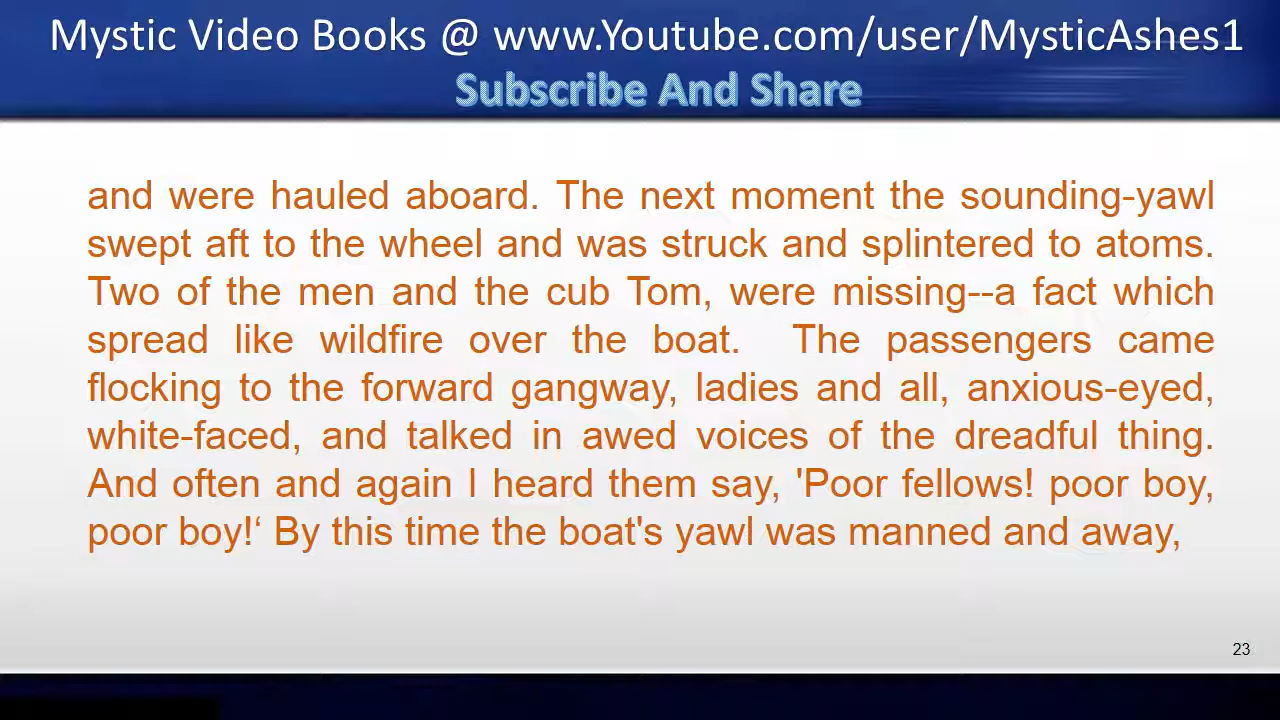 Mystic Video Books @ www.Youtube.com/user/MysticAshes1
Subscribe And Share
and were hauled aboard. The next moment the sounding-yawl
swept aft to the wheel and was struck and splintered to atoms.
Two of the men and the cub Tom, were missing--a fact which
spread like wildfire over the boat.  The passengers came
flocking to the forward gangway, ladies and all, anxious-eyed,
white-faced, and talked in awed voices of the dreadful thing.
And often and again I heard them say, 'Poor fellows! poor boy,
poor boy!‘ By this time the boat's yawl was manned and away,
23